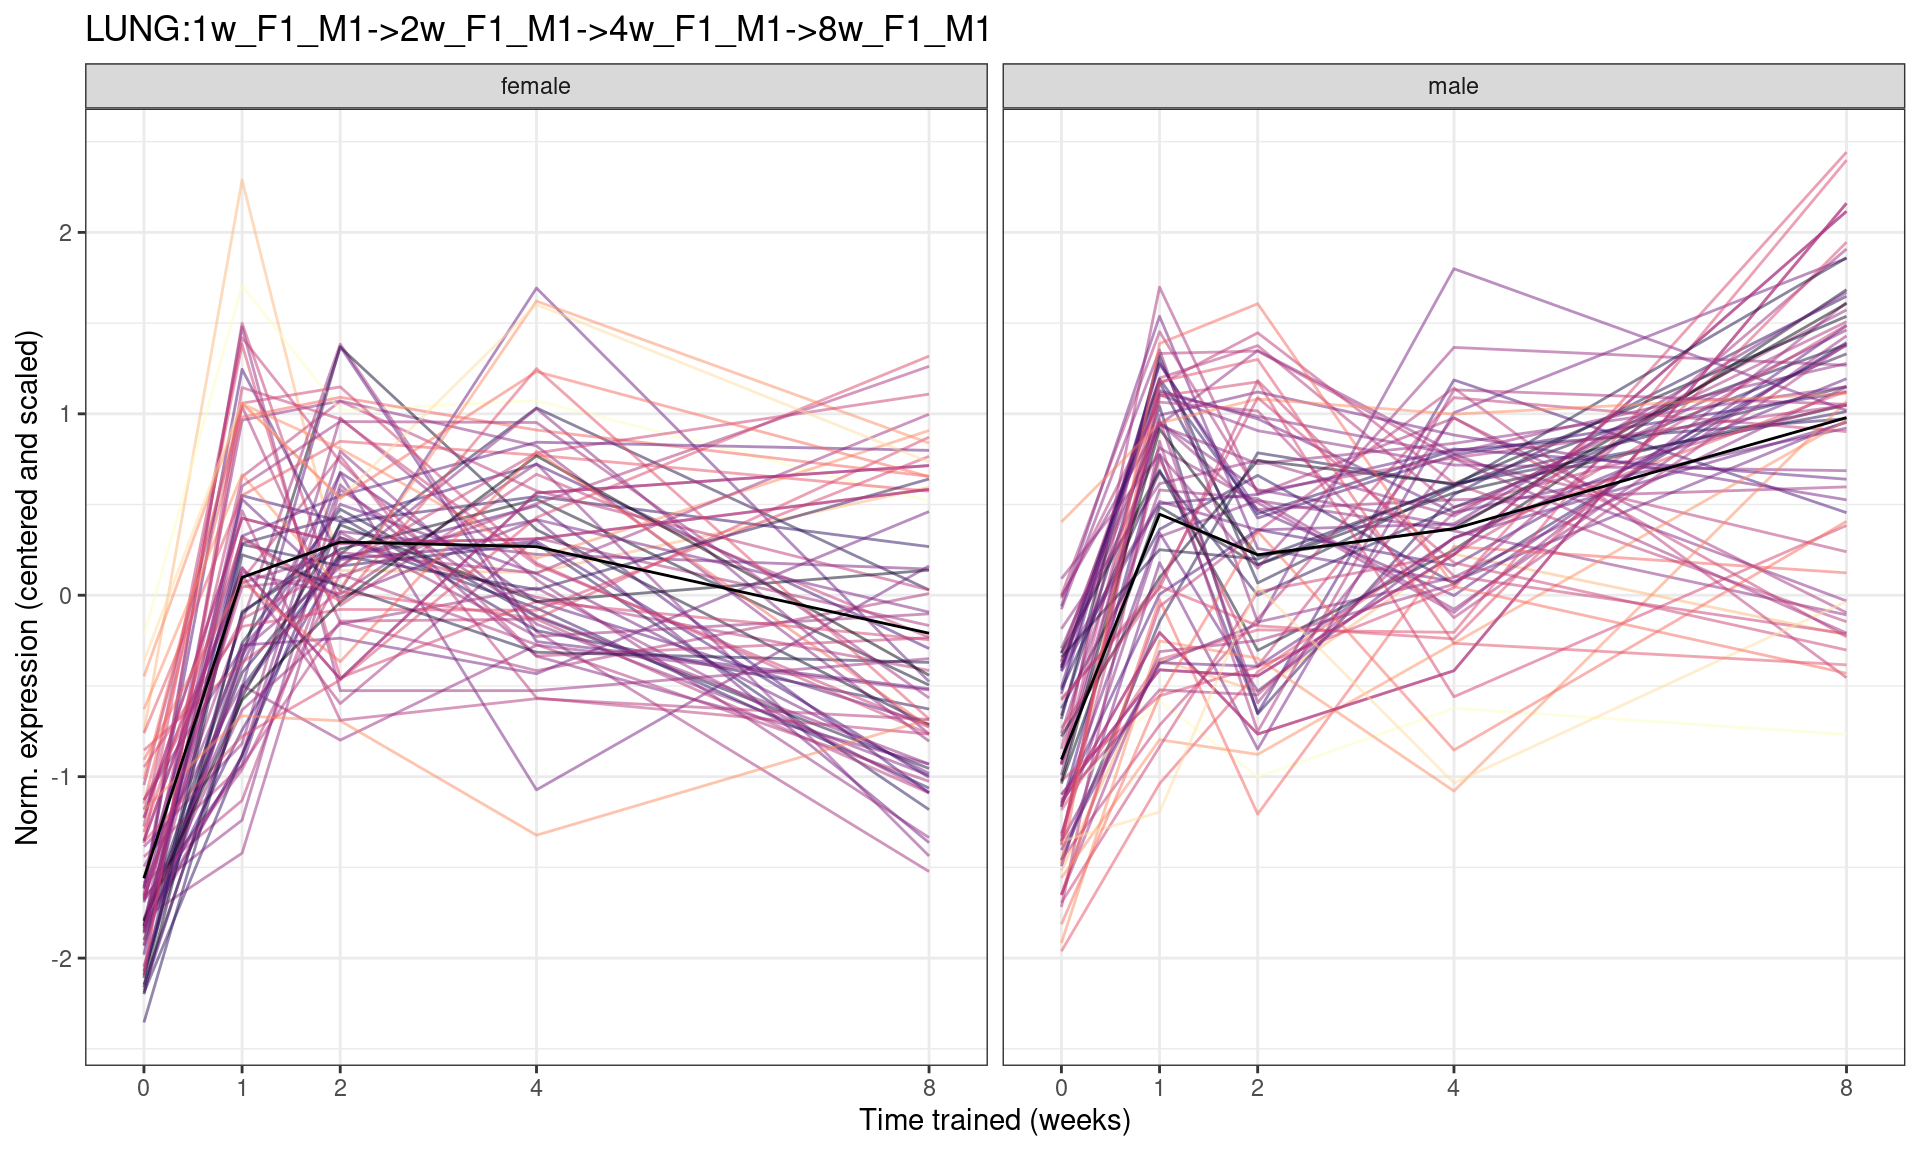 LUNG:1w_F1_M1->2w_F1_M1->4w_F1_M1->8w_F1_M1
female
male
Norm. expression (centered and scaled)
2
1
0
-1
-2
0 1 2 4 8
0 1 2 4 8
Time trained (weeks)